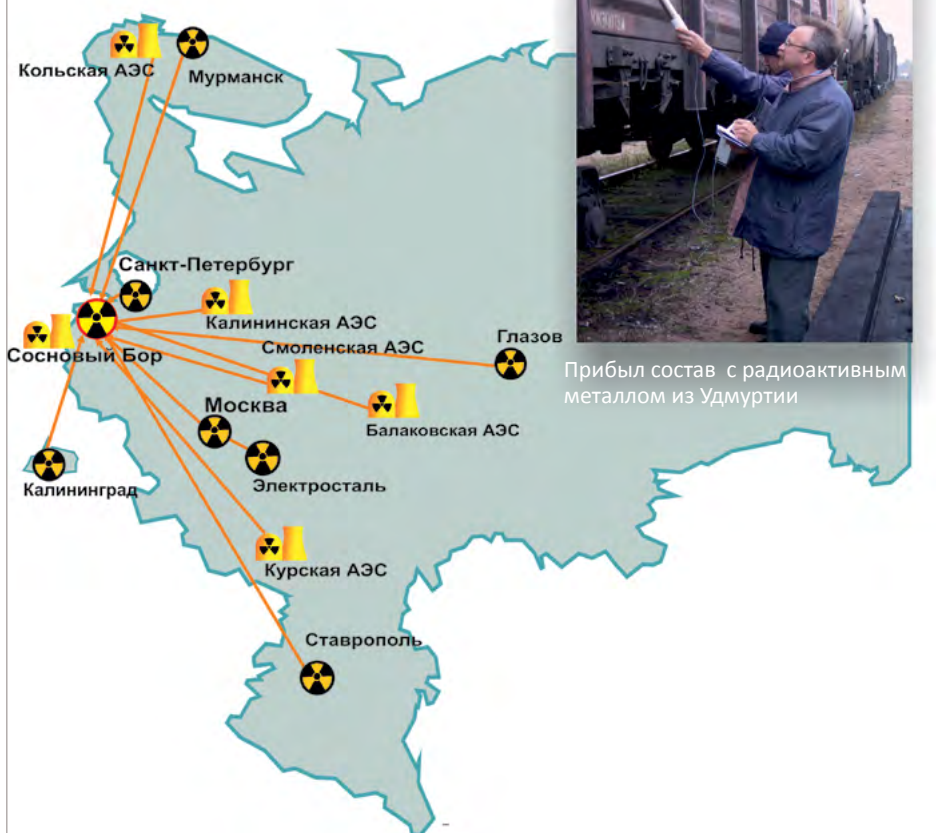 Кольская АЭС
Мурманск
Санкт-Петербург
Калининская АЭС
Сосновый Бор
Смоленская АЭС
Глазов
Балаковская АЭС
Москва
Электросталь
Калининград
Курская АЭС
Ставрополь
Прибыл состав с радиоактивным
металлом из Удмуртии